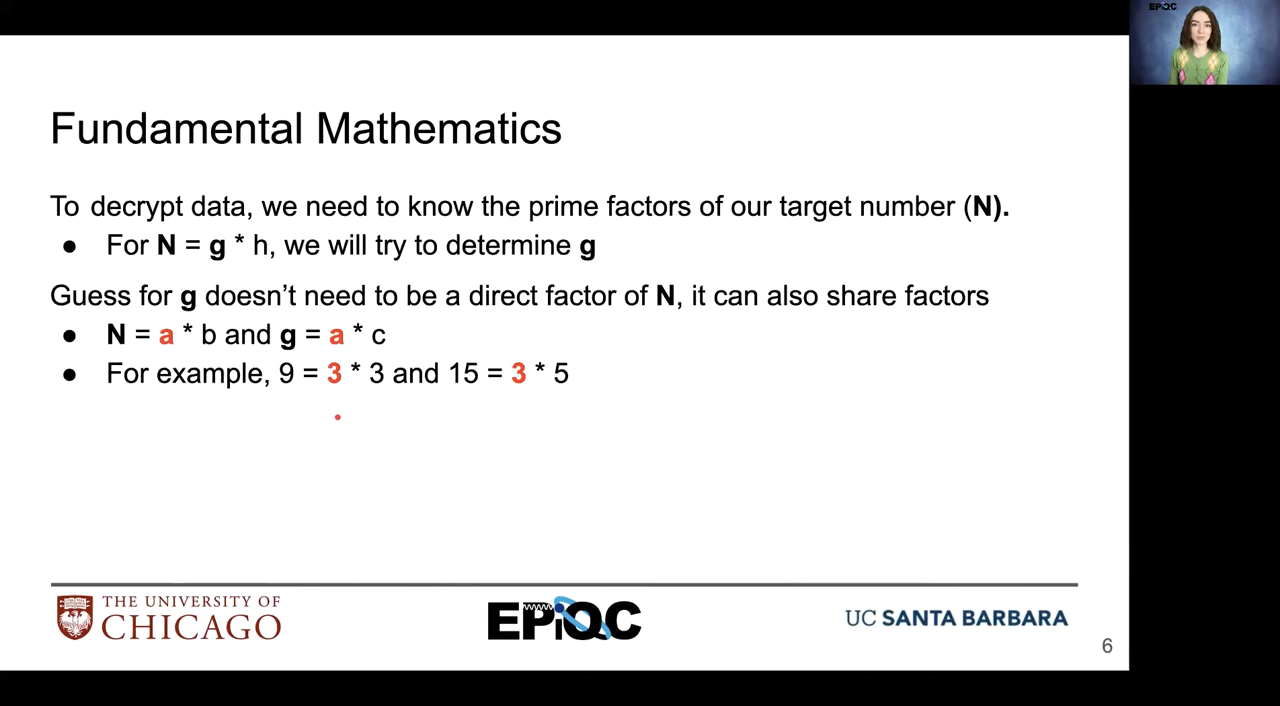 EPiQC
Fundamental Mathematics
To decrypt data, we need to know the prime factors of our target number (N).
● For N = g * h, we will try to determine g
Guess for g doesn’t need to be a direct factor of N, it can also share factors
● N = a * b and g = a * c
● For example, 9 = 3 * 3 and 15 = 3 * 5
THE UNIVERSITY OF
CHICAGO
EPiQC
UC SANTA BARBARA
6